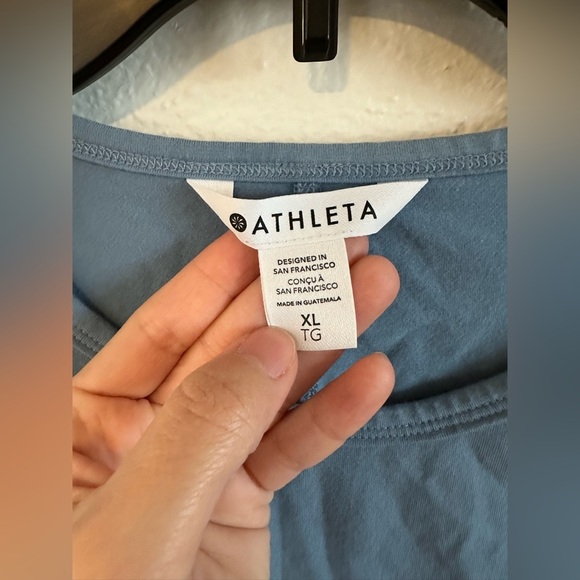 ATHLETA
DESIGNED IN
SAN FRANCISCO
CONÇU À
SAN FRANCISCO
MADE IN GUATEMALA
XL
TG